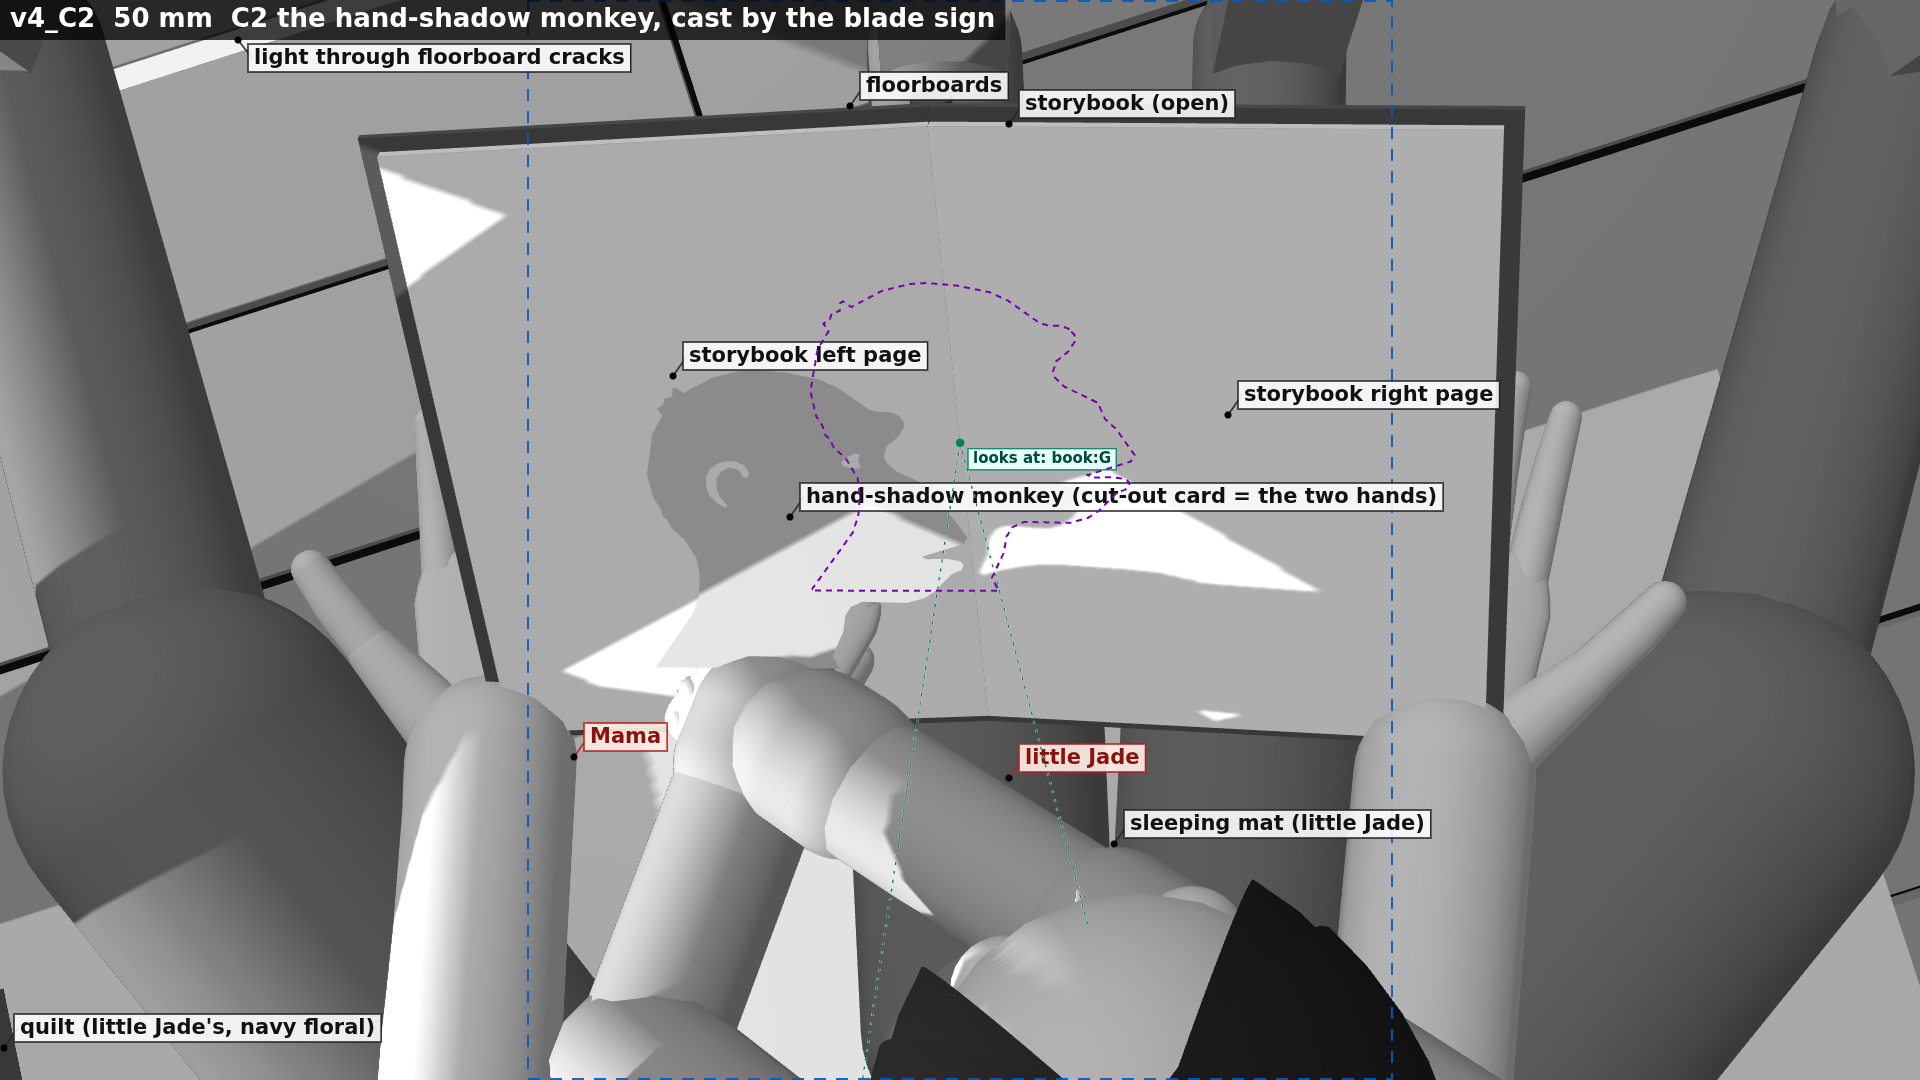 v4_C2  50 mm  C2 the hand-shadow monkey, cast by the blade sign
light through floorboard cracks
floorboards
storybook (open)
storybook left page
storybook right page
looks at: book:G
hand-shadow monkey (cut-out card = the two hands)
Mama
little Jade
sleeping mat (little Jade)
quilt (little Jade's, navy floral)